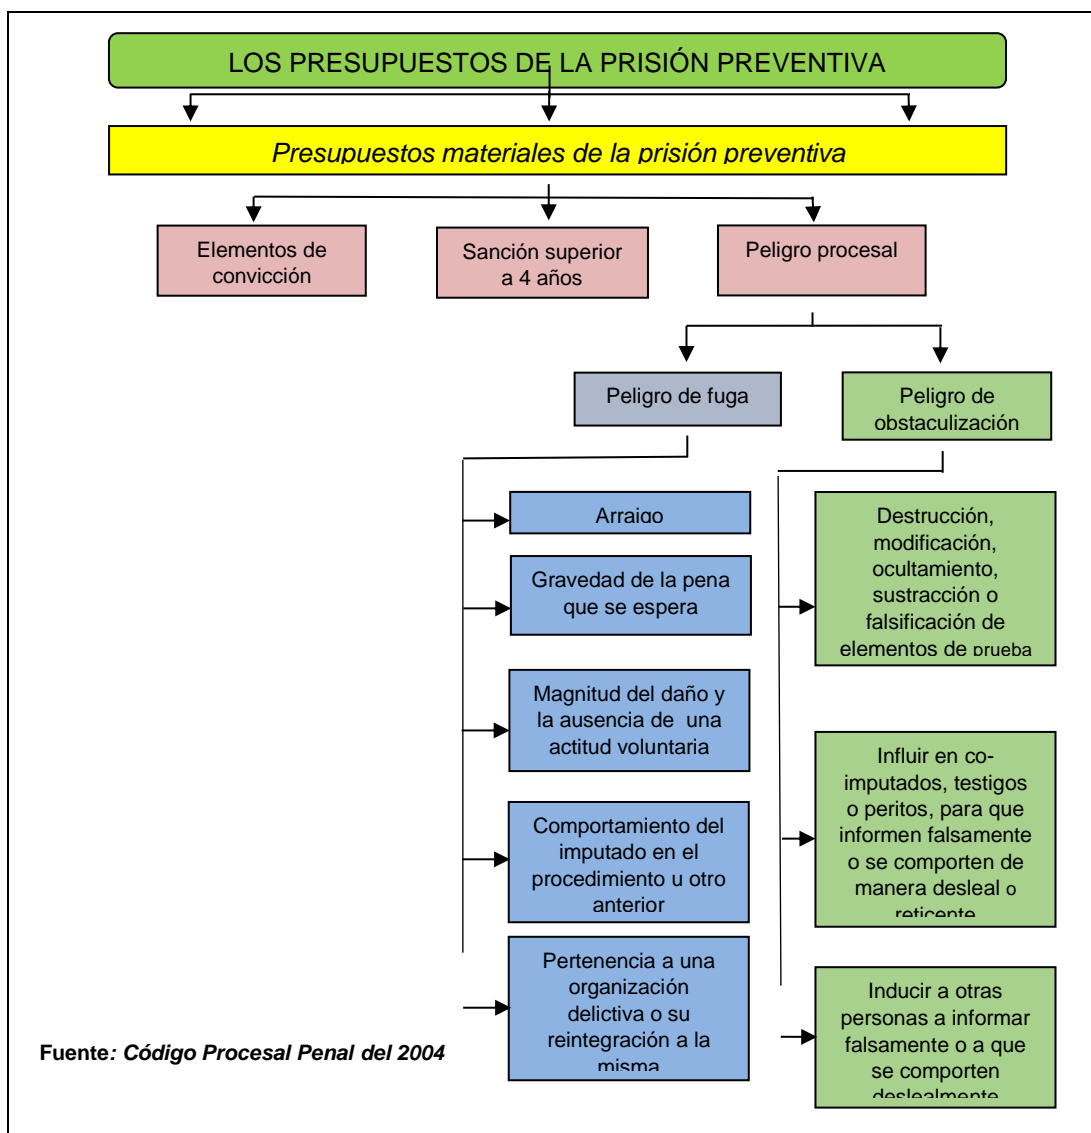 LOS PRESUPUESTOS DE LA PRISIÓN PREVENTIVA
Presupuestos materiales de la prisión preventiva
Elementos de
convicción
Sanción superior
a 4 años
Peligro procesal
Peligro de fuga
Peligro de
obstaculización
Arraigo
Gravedad de la pena
que se espera
Magnitud del daño y
la ausencia de una
actitud voluntaria
Comportamiento del
imputado en el
procedimiento u otro
anterior
Pertenencia a una
organización
delictiva o su
reintegración a la
misma
Destrucción,
modificación,
ocultamiento,
sustracción o
falsificación de
elementos de prueba
Influir en co-
imputados, testigos
o peritos, para que
informen falsamente
o se comporten de
manera desleal o
reticente
Inducir a otras
personas a informar
falsamente o a que
se comporten
deslealmente
Fuente: Código Procesal Penal del 2004